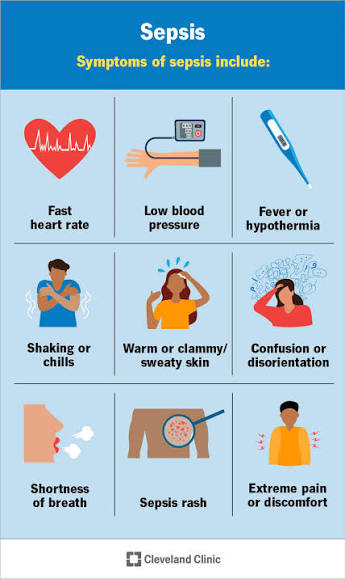 Sepsis
Symptoms of sepsis include:
Fast
heart rate
Low blood
pressure
Fever or
hypothermia
Shaking or
chills
Warm or clammy/
sweaty skin
Confusion or
disorientation
Shortness
of breath
Sepsis rash
Extreme pain
or discomfort
Cleveland Clinic